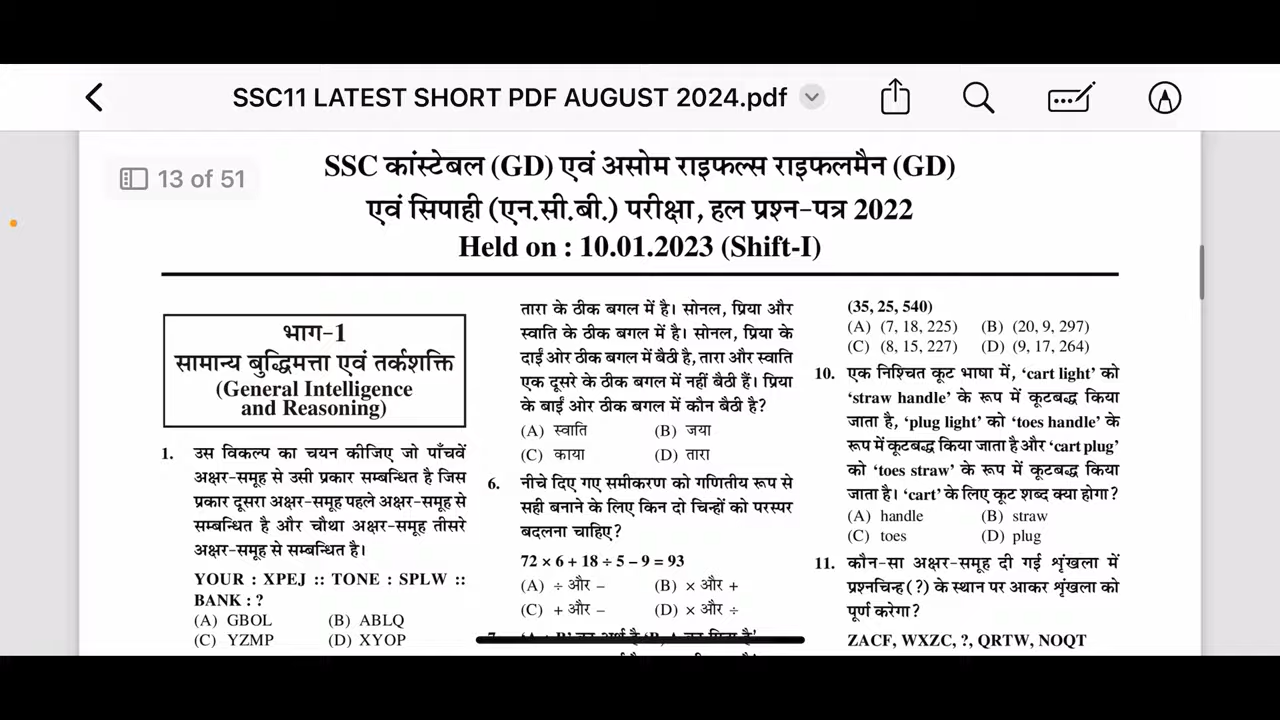 SSC11 LATEST SHORT PDF AUGUST 2024.pdf
13 of 51
SSC कांस्टेबल (GD) एवं असोम राइफल्स राइफलमैन (GD)
एवं सिपाही (एन.सी.बी.) परीक्षा, हल प्रश्न-पत्र 2022
Held on : 10.01.2023 (Shift-I)
भाग-1
सामान्य बुद्धिमत्ता एवं तर्कशक्ति
(General Intelligence
and Reasoning)
1. उस विकल्प का चयन कीजिए जो पाँचवें
अक्षर-समूह से उसी प्रकार सम्बन्धित है जिस
प्रकार दूसरा अक्षर-समूह पहले अक्षर-समूह से
सम्बन्धित है और चौथा अक्षर-समूह तीसरे
अक्षर-समूह से सम्बन्धित है।
YOUR : XPEJ :: TONE : SPLW ::
BANK : ?
(A) GBOL (B) ABLQ
(C) YZMP (D) XYOP
तारा के ठीक बगल में है। सोनल, प्रिया और
स्वाति के ठीक बगल में है। सोनल, प्रिया के
दाईं ओर ठीक बगल में बैठी है, तारा और स्वाति
एक दूसरे के ठीक बगल में नहीं बैठी हैं। प्रिया
के बाईं ओर ठीक बगल में कौन बैठी है?
(A) स्वाति (B) जया
(C) काया (D) तारा
6. नीचे दिए गए समीकरण को गणितीय रूप से
सही बनाने के लिए किन दो चिन्हों को परस्पर
बदलना चाहिए?
72 × 6 + 18 ÷ 5 – 9 = 93
(A) ÷ और – (B) × और +
(C) + और – (D) × और ÷
(35, 25, 540)
(A) (7, 18, 225) (B) (20, 9, 297)
(C) (8, 15, 227) (D) (9, 17, 264)
10. एक निश्चित कूट भाषा में, ‘cart light’ को
‘straw handle’ के रूप में कूटबद्ध किया
जाता है, ‘plug light’ को ‘toes handle’ के
रूप में कूटबद्ध किया जाता है और ‘cart plug’
को ‘toes straw’ के रूप में कूटबद्ध किया
जाता है। ‘cart’ के लिए कूट शब्द क्या होगा?
(A) handle (B) straw
(C) toes (D) plug
11. कौन-सा अक्षर-समूह दी गई शृंखला में
प्रश्नचिन्ह (?) के स्थान पर आकर शृंखला को
पूर्ण करेगा?
ZACF, WXZC, ?, QRTW, NOQT